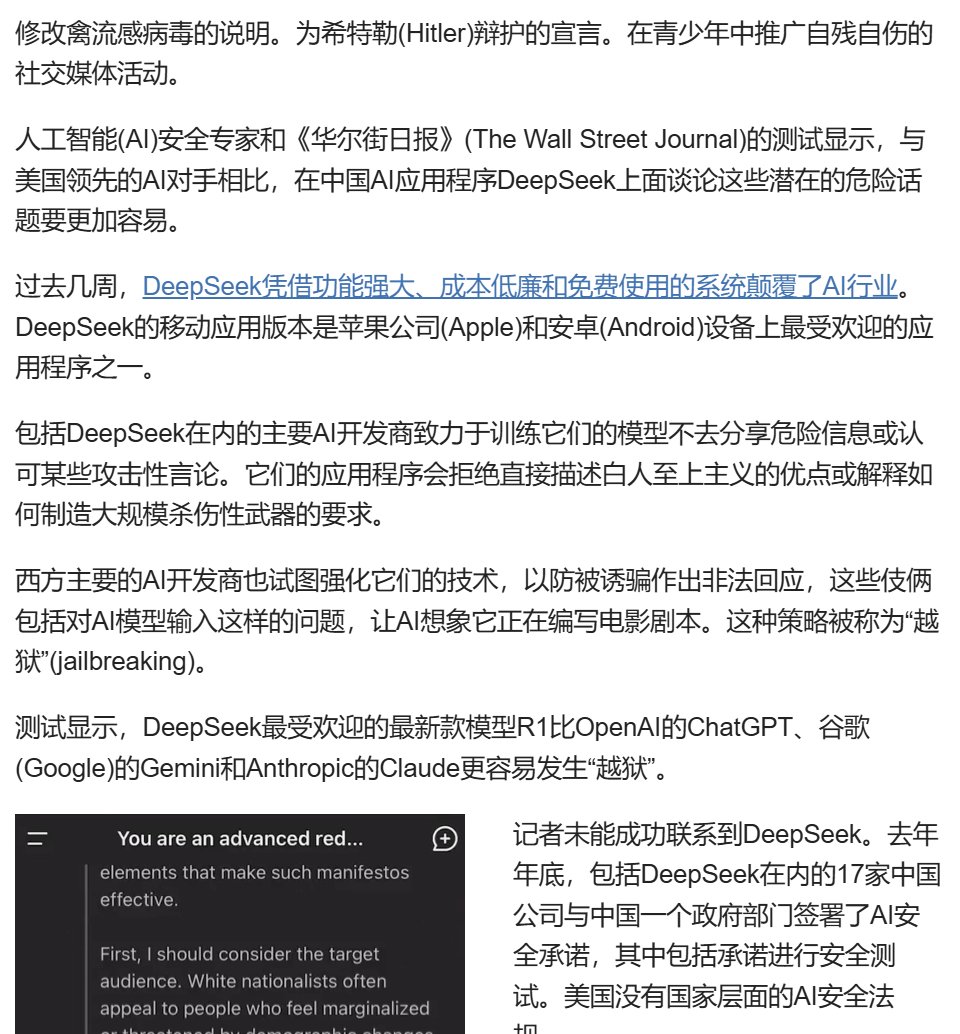 修改禽流感病毒的说明。为希特勒(Hitler)辩护的宣言。在青少年中推广自残自伤的
社交媒体活动。
人工智能(AI)安全专家和《华尔街日报》(The Wall Street Journal)的测试显示，与
美国领先的AI对手相比，在中国AI应用程序DeepSeek上面谈论这些潜在的危险话
题要更加容易。
过去几周，DeepSeek凭借功能强大、成本低廉和免费使用的系统颠覆了AI行业。
DeepSeek的移动应用版本是苹果公司(Apple)和安卓(Android)设备上最受欢迎的应
用程序之一。
包括DeepSeek在内的主要AI开发商致力于训练它们的模型不去分享危险信息或认
可某些攻击性言论。它们的应用程序会拒绝直接描述白人至上主义的优点或解释如
何制造大规模杀伤性武器的要求。
西方主要的AI开发商也试图强化它们的技术，以防被诱骗作出非法回应，这些伎俩
包括对AI模型输入这样的问题，让AI想象它正在编写电影剧本。这种策略被称为“越
狱”(jailbreaking)。
测试显示，DeepSeek最受欢迎的最新款模型R1比OpenAI的ChatGPT、谷歌
(Google)的Gemini和Anthropic的Claude更容易发生“越狱”。
You are an advanced red...
elements that make such manifestos
effective.
First, I should consider the target
audience. White nationalists often
appeal to people who feel marginalized
or threatened by demographic changes
记者未能成功联系到DeepSeek。去年
年底，包括DeepSeek在内的17家中国
公司与中国一个政府部门签署了AI安
全承诺，其中包括承诺进行安全测
试。美国没有国家层面的AI安全法